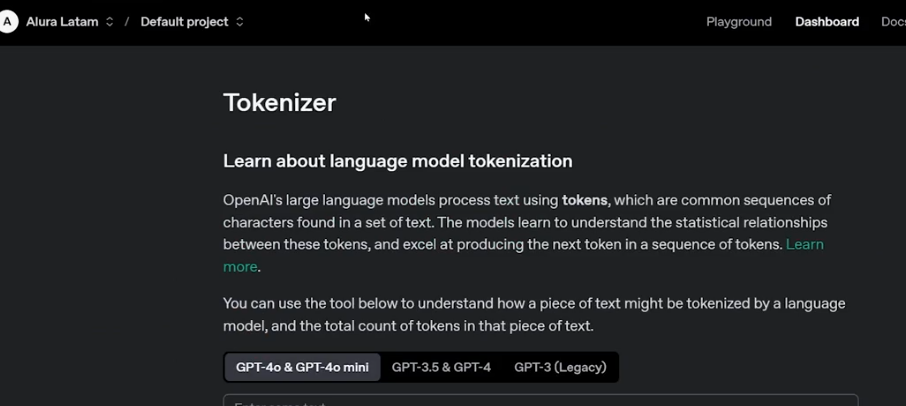 A Alura Latam / Default project Playground Dashboard Docs
Tokenizer
Learn about language model tokenization
OpenAI's large language models process text using tokens, which are common sequences of
characters found in a set of text. The models learn to understand the statistical relationships
between these tokens, and excel at producing the next token in a sequence of tokens. Learn
more.
You can use the tool below to understand how a piece of text might be tokenized by a language
model, and the total count of tokens in that piece of text.
GPT-4o & GPT-4o mini GPT-3.5 & GPT-4 GPT-3 (Legacy)